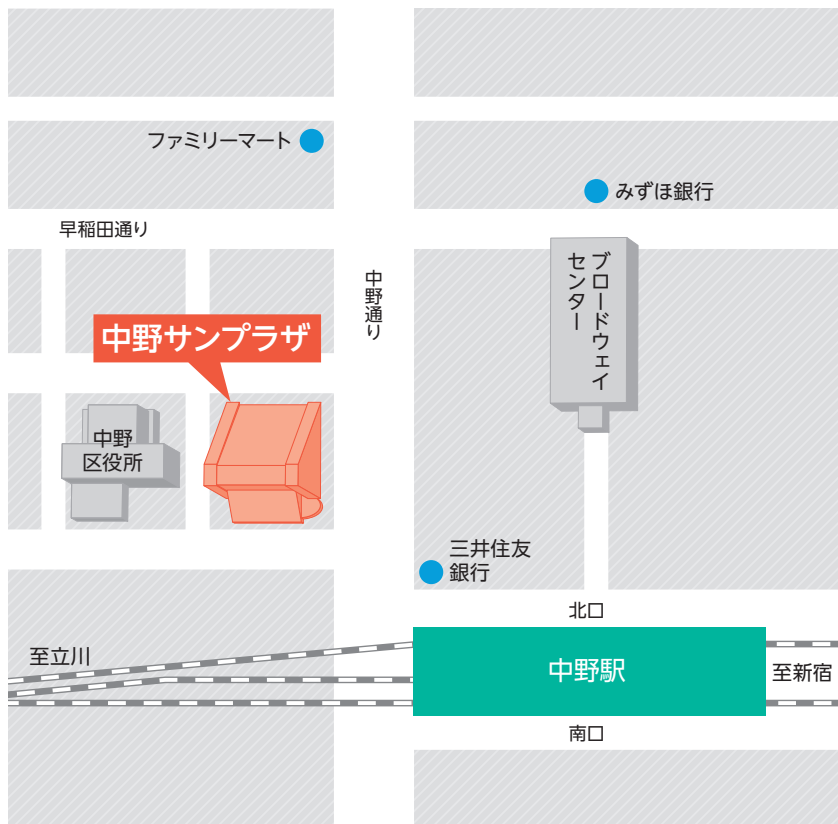 ファミリーマート
みずほ銀行
早稲田通り
中野通り
ブロードウェイ
センター
中野サンプラザ
中野
区役所
三井住友
銀行
北口
至立川
中野駅
至新宿
南口